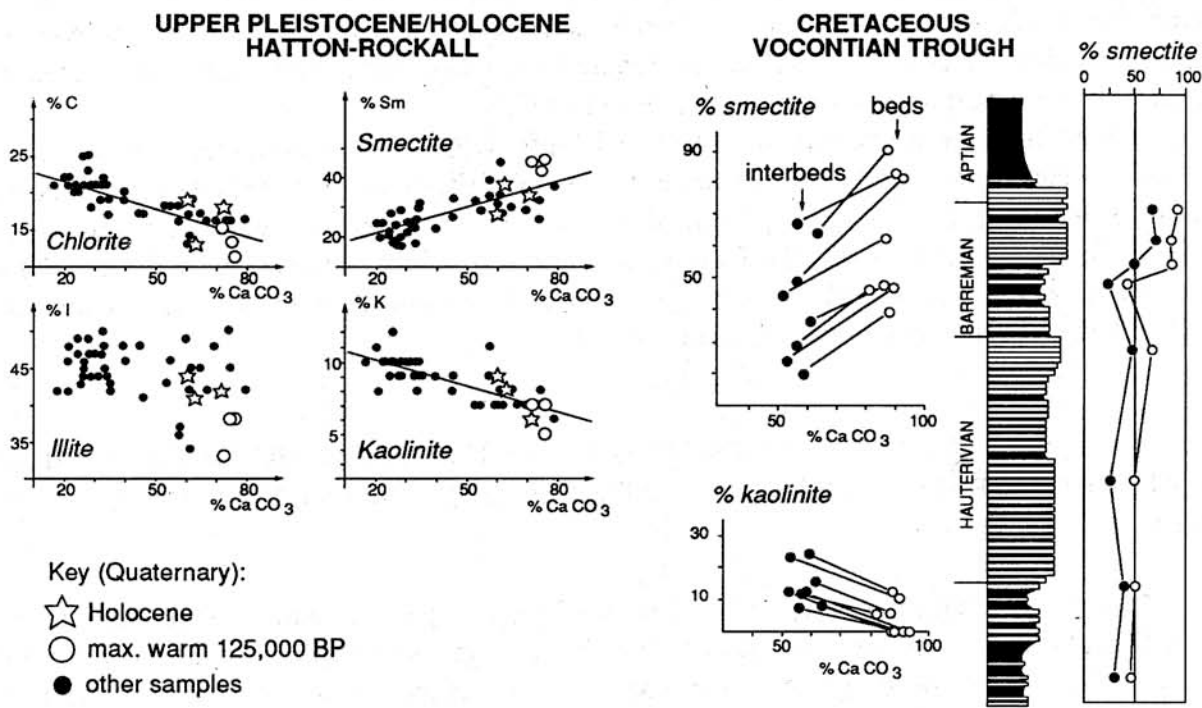 UPPER PLEISTOCENE/HOLOCENE
HATTON-ROCKALL
% C
25
15
Chlorite
20
50
80
% Ca CO3
% Sm
Smectite
40
20
20
50
80
% Ca CO3
% I
45
35
Illite
20
50
80
% Ca CO3
% K
10
5
Kaolinite
20
50
80
% Ca CO3
Key (Quaternary):
Holocene
max. warm 125,000 BP
other samples
CRETACEOUS
VOCONTIAN TROUGH
% smectite
beds
interbeds
90
50
10
50
100
% Ca CO3
% kaolinite
30
10
50
100
% Ca CO3
APTIAN
BARREMIAN
HAUTERIVIAN
% smectite
0
50
100